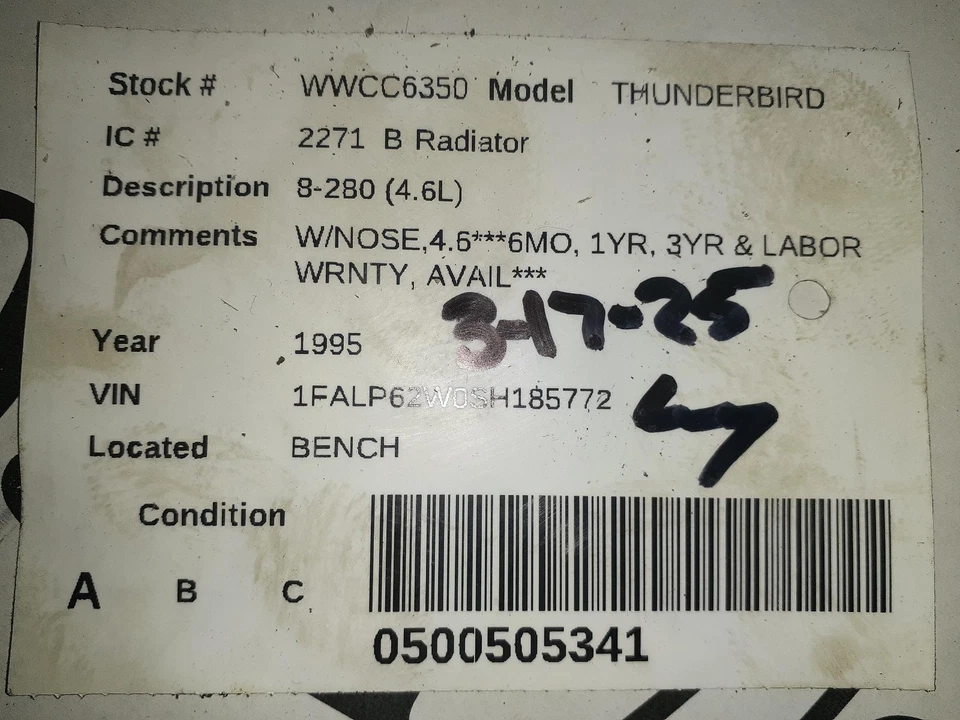 Stock # WWCC6350 Model THUNDERBIRD
IC # 2271 B Radiator
Description 8-280 (4.6L)
Comments W/NOSE,4.6***6MO, 1YR, 3YR & LABOR
WRNTY, AVAIL***
3-17-25
Year 1995
VIN 1FALP62W0SH185772
Located BENCH
Condition
A B C
0500505341